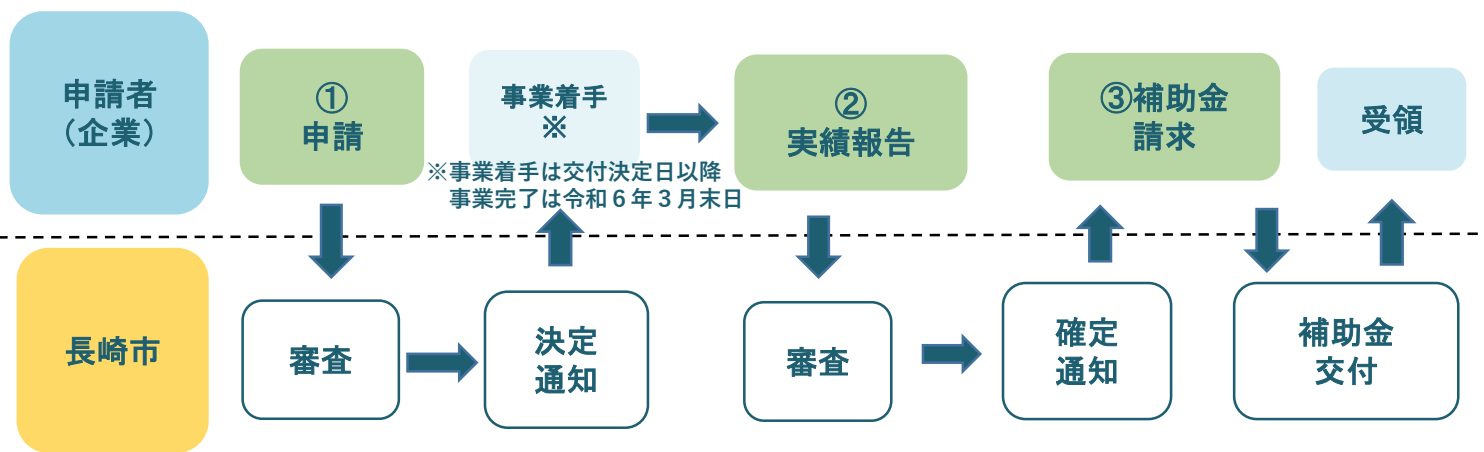 申請者
（企業）
①
申請
事業着手
※
※事業着手は交付決定日以降
事業完了は令和６年３月末日
②
実績報告
③補助金
請求
受領
長崎市
審査
決定
通知
審査
確定
通知
補助金
交付